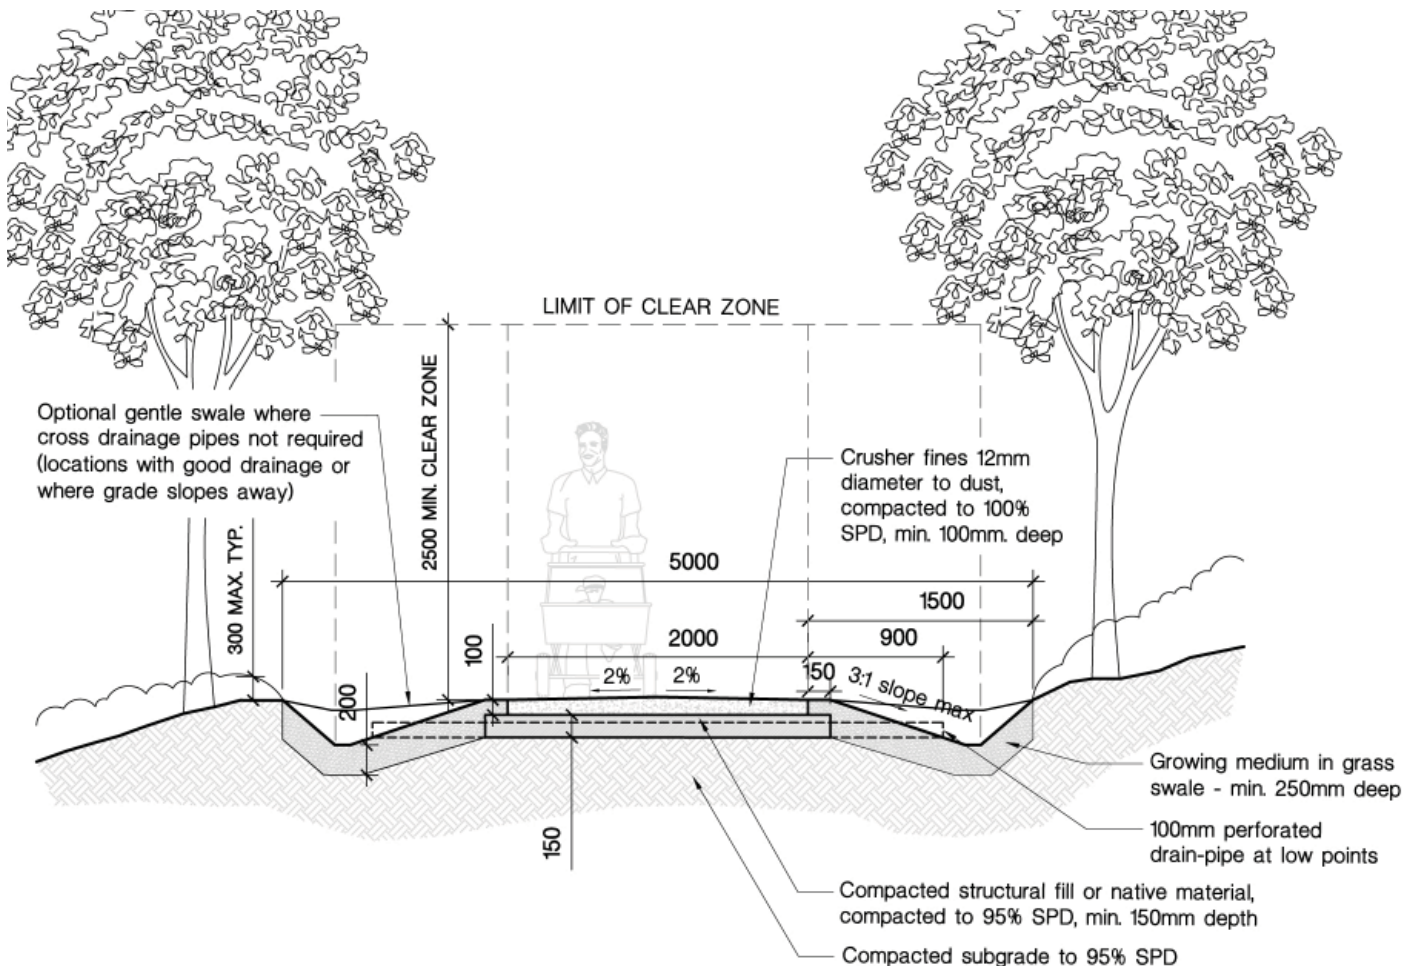 LIMIT OF CLEAR ZONE
2500 MIN. CLEAR ZONE
Optional gentle swale where
cross drainage pipes not required
(locations with good drainage or
where grade slopes away)
Crusher fines 12mm
diameter to dust,
compacted to 100%
SPD, min. 100mm. deep
300 MAX. TYP.
5000
1500
2000
900
100
2%
2%
150
3:1 slope max
200
150
Growing medium in grass
swale - min. 250mm deep
100mm perforated
drain-pipe at low points
Compacted structural fill or native material,
compacted to 95% SPD, min. 150mm depth
Compacted subgrade to 95% SPD